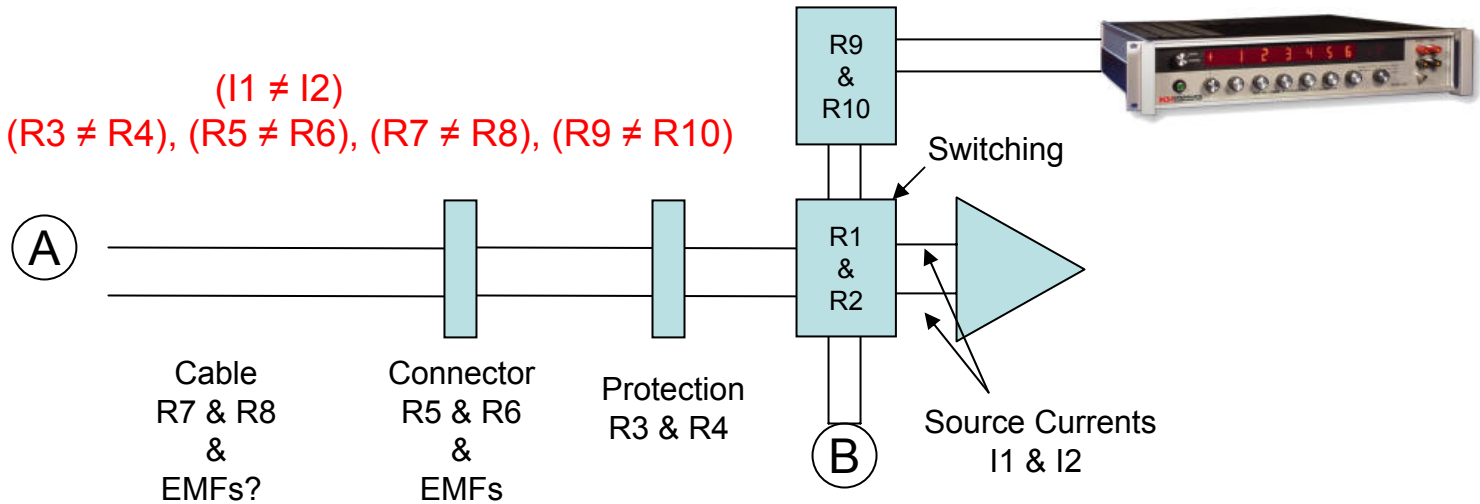 (I1 ≠ I2)
(R3 ≠ R4), (R5 ≠ R6), (R7 ≠ R8), (R9 ≠ R10)
R9
&
R10
1 2 3 4 5 6
Switching
A
R1
&
R2
Cable
R7 & R8
&
EMFs?
Connector
R5 & R6
&
EMFs
Protection
R3 & R4
B
Source Currents
I1 & I2